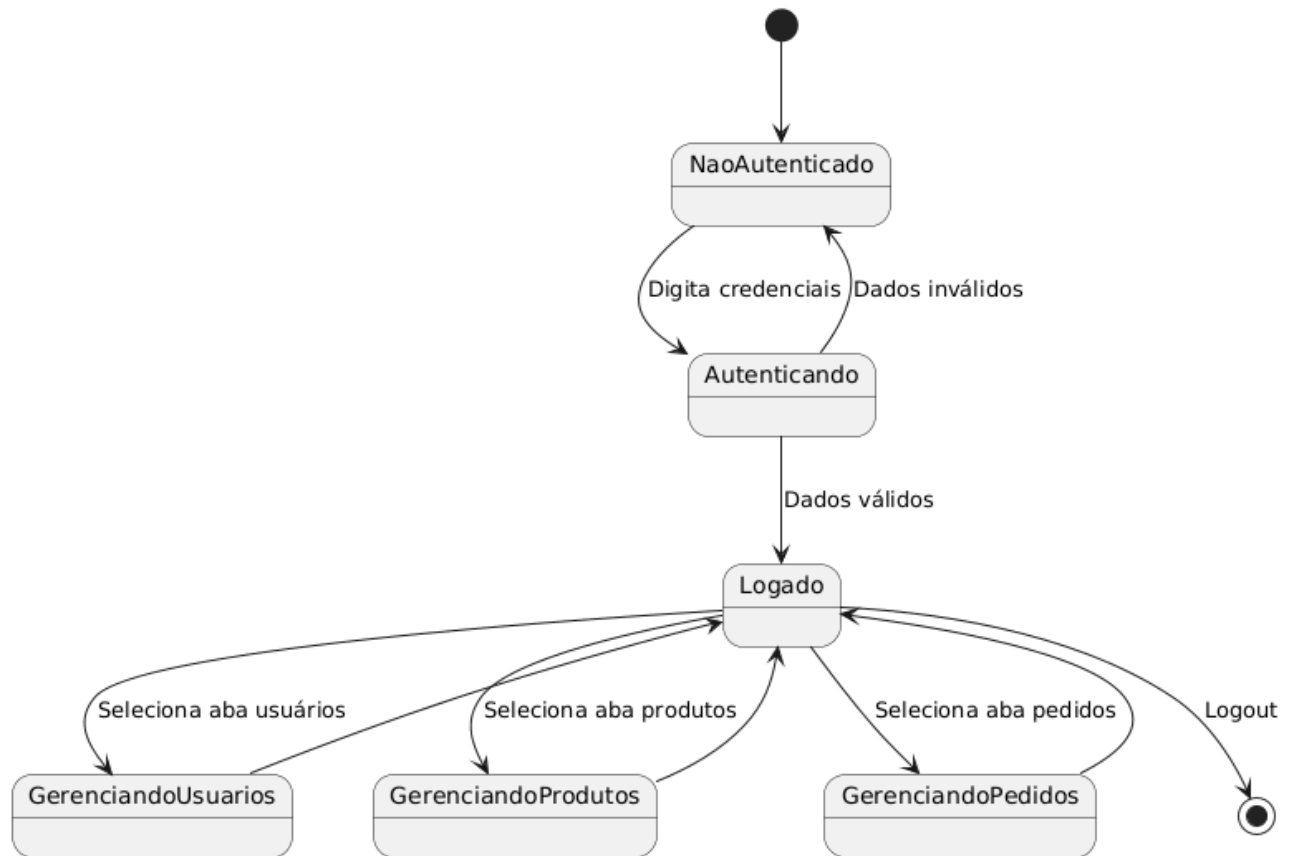 NaoAutenticado
Digita credenciais
Dados inválidos
Autenticando
Dados válidos
Logado
Seleciona aba usuários
Seleciona aba produtos
Seleciona aba pedidos
Logout
GerenciandoUsuarios
GerenciandoProdutos
GerenciandoPedidos